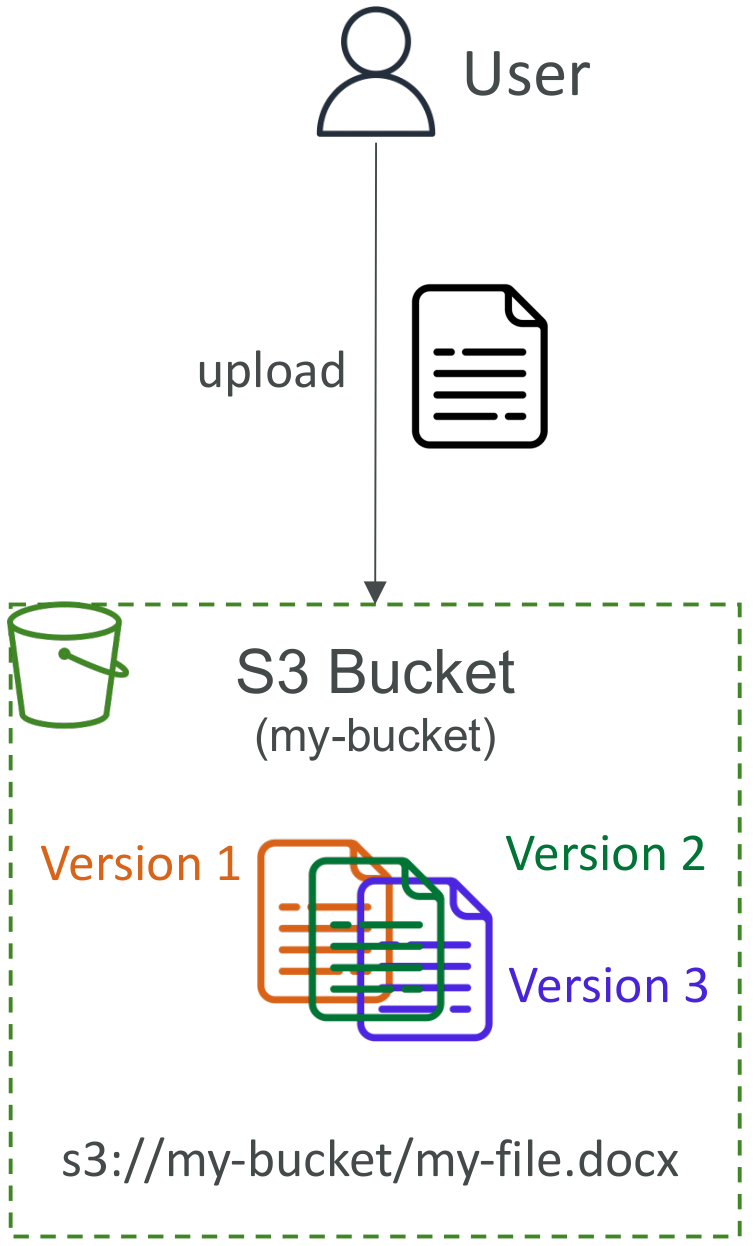 User
upload
S3 Bucket
(my-bucket)
Version 1
Version 2
Version 3
s3://my-bucket/my-file.docx